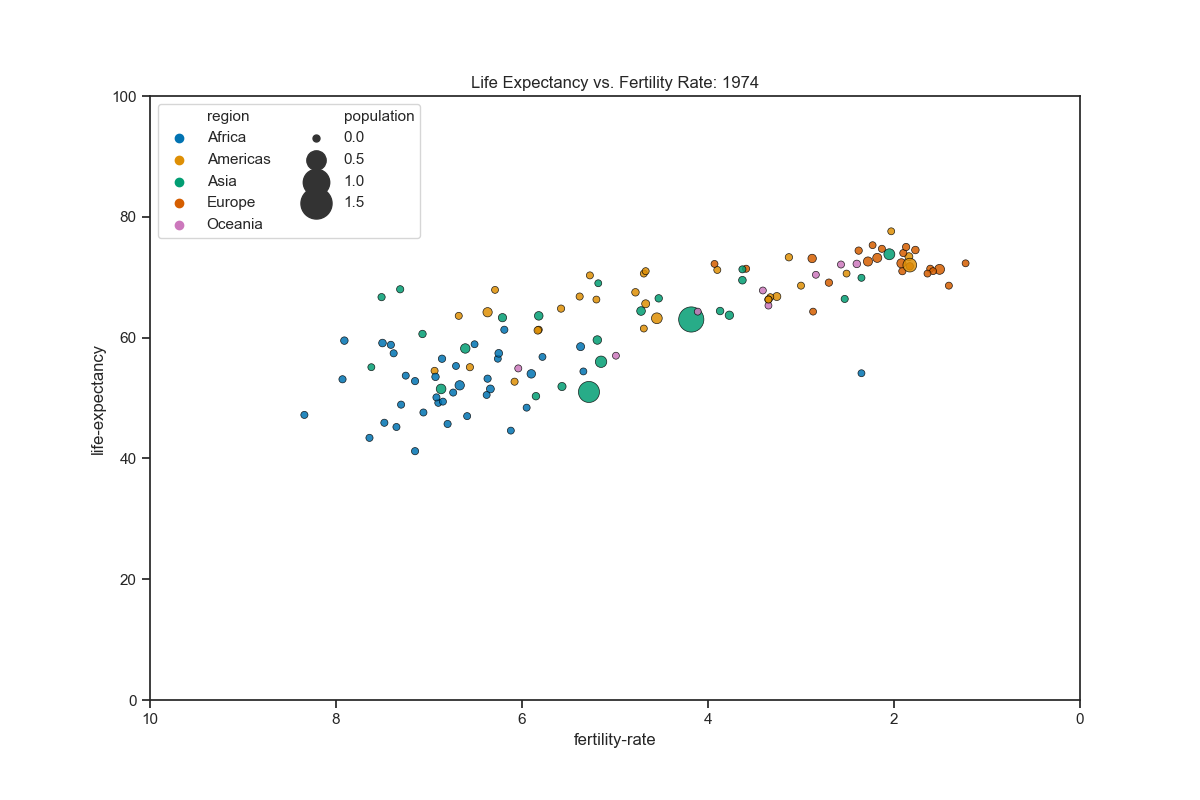 Life Expectancy vs. Fertility Rate: 1974
100
80
60
40
20
0
life-expectancy
region population
Africa 0.0
Americas 0.5
Asia 1.0
Europe 1.5
Oceania
10 8 6 4 2 0
fertility-rate